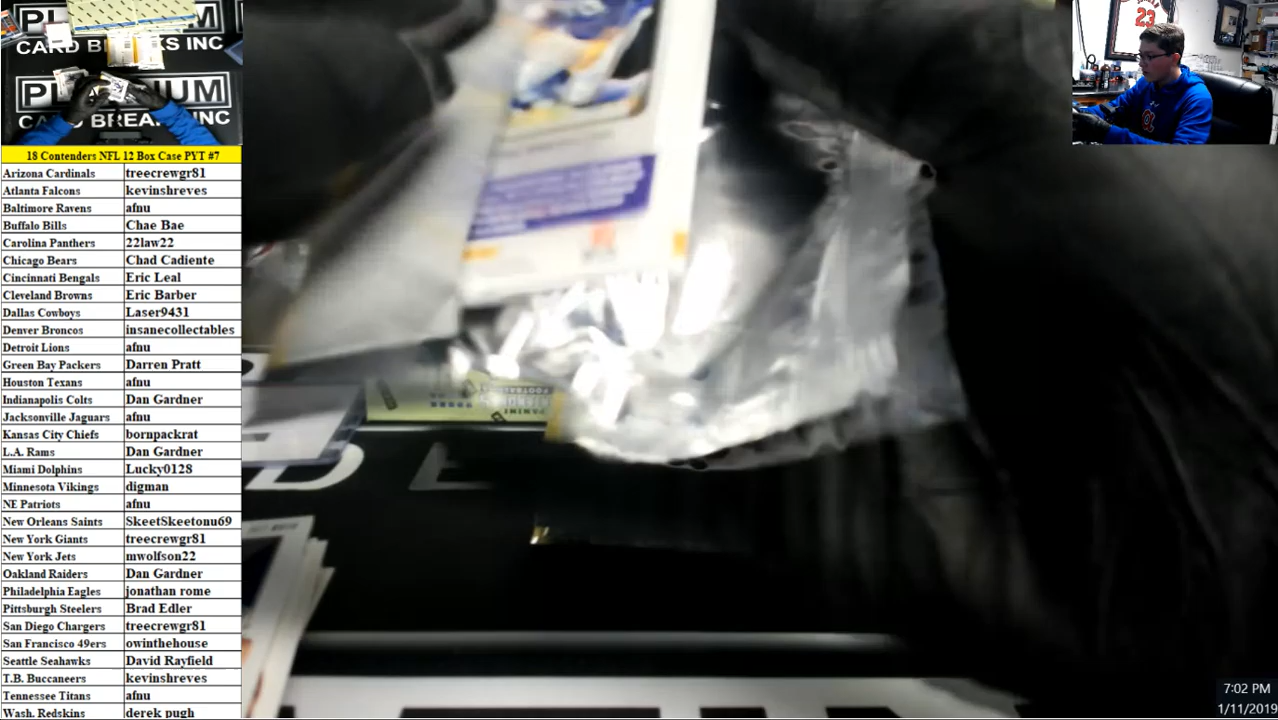 PLATINUM
CARD BREAKS INC
PLATINUM
CARD BREAKS INC
23
18 Contenders NFL 12 Box Case PYT #7
Arizona Cardinals treecrewgr81
Atlanta Falcons kevinshreves
Baltimore Ravens afnu
Buffalo Bills Chae Bae
Carolina Panthers 22law22
Chicago Bears Chad Cadiente
Cincinnati Bengals Eric Leal
Cleveland Browns Eric Barber
Dallas Cowboys Laser9431
Denver Broncos insanecollectables
Detroit Lions afnu
Green Bay Packers Darren Pratt
Houston Texans afnu
Indianapolis Colts Dan Gardner
Jacksonville Jaguars afnu
Kansas City Chiefs bornpackrat
L.A. Rams Dan Gardner
Miami Dolphins Lucky0128
Minnesota Vikings digman
NE Patriots afnu
New Orleans Saints SkeetSkeetonu69
New York Giants treecrewgr81
New York Jets mwolfson22
Oakland Raiders Dan Gardner
Philadelphia Eagles jonathan rome
Pittsburgh Steelers Brad Edler
San Diego Chargers treecrewgr81
San Francisco 49ers owinthehouse
Seattle Seahawks David Rayfield
T.B. Buccaneers kevinshreves
Tennessee Titans afnu
Wash. Redskins derek pugh
PANINI
FOOTBALL
7:02 PM
1/11/2019